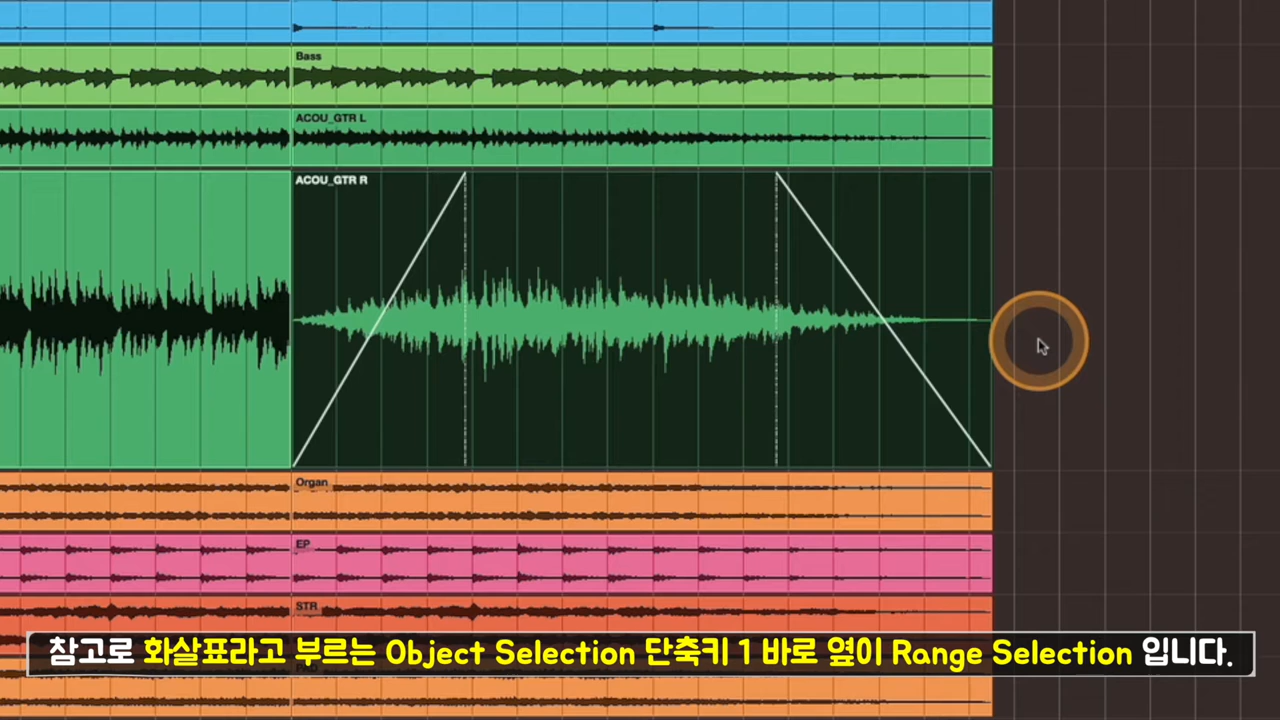 Bass
ACOU_GTR L
ACOU_GTR R
Organ
EP
STR
참고로 화살표라고 부르는 Object Selection 단축키 1 바로 옆이 Range Selection 입니다.